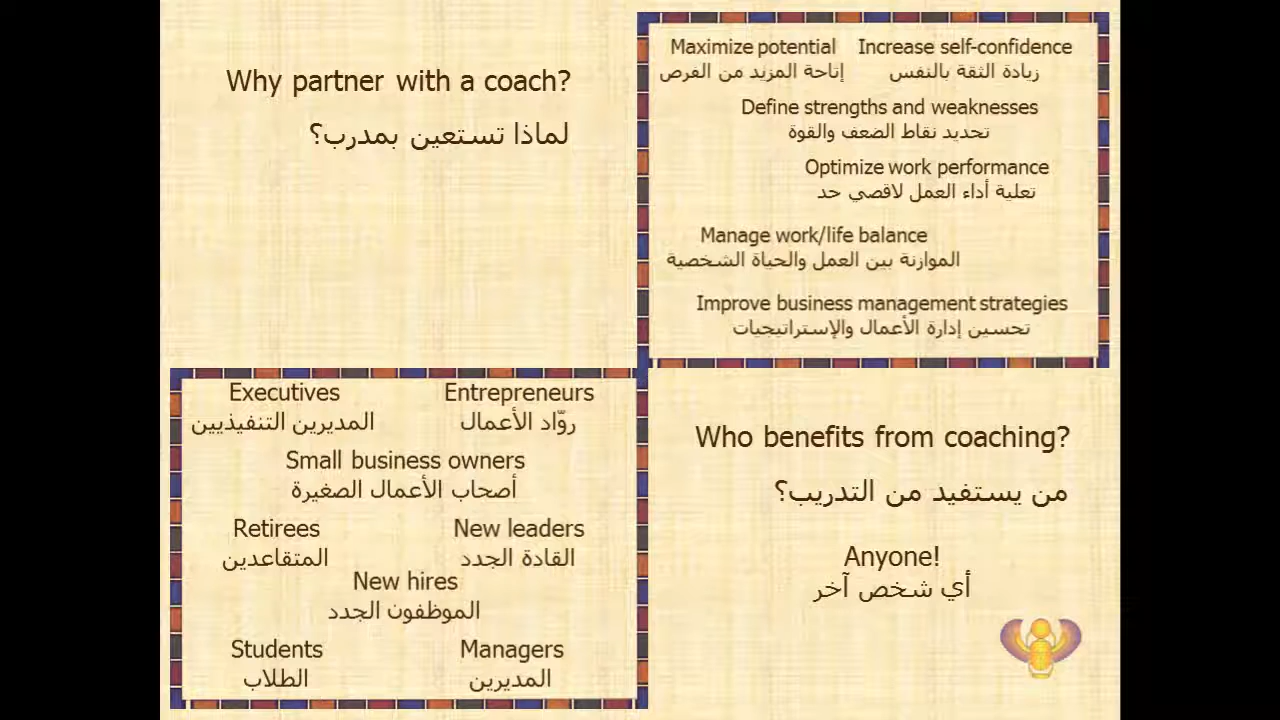 Why partner with a coach?
لماذا تستعين بمدرب؟
Maximize potential Increase self-confidence
إتاحة المزيد من الفرص زيادة الثقة بالنفس
Define strengths and weaknesses
تحديد نقاط الضعف والقوة
Optimize work performance
تعلية أداء العمل لاقصي حد
Manage work/life balance
الموازنة بين العمل والحياة الشخصية
Improve business management strategies
تحسين إدارة الأعمال والإستراتيجيات
Executives Entrepreneurs
المديرين التنفيذيين روّاد الأعمال
Small business owners
أصحاب الأعمال الصغيرة
Retirees New leaders
المتقاعدين القادة الجدد
New hires
الموظفون الجدد
Students Managers
الطلاب المديرين
Who benefits from coaching?
من يستفيد من التدريب؟
Anyone!
أي شخص آخر